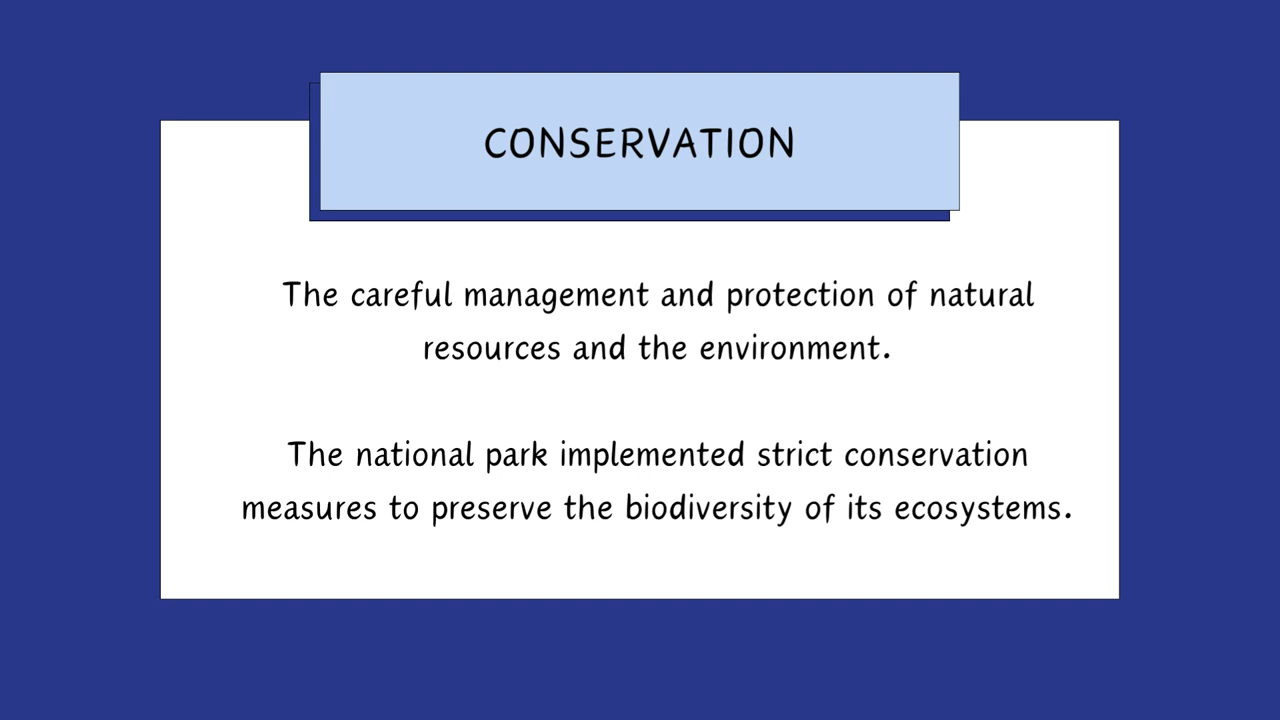 CONSERVATION
The careful management and protection of natural
resources and the environment.
The national park implemented strict conservation
measures to preserve the biodiversity of its ecosystems.